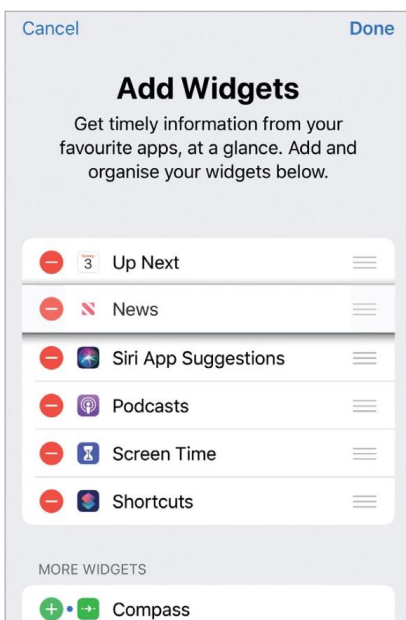 Cancel Done
Add Widgets
Get timely information from your
favourite apps, at a glance. Add and
organise your widgets below.
3 Up Next
News
Siri App Suggestions
Podcasts
Screen Time
Shortcuts
MORE WIDGETS
Compass